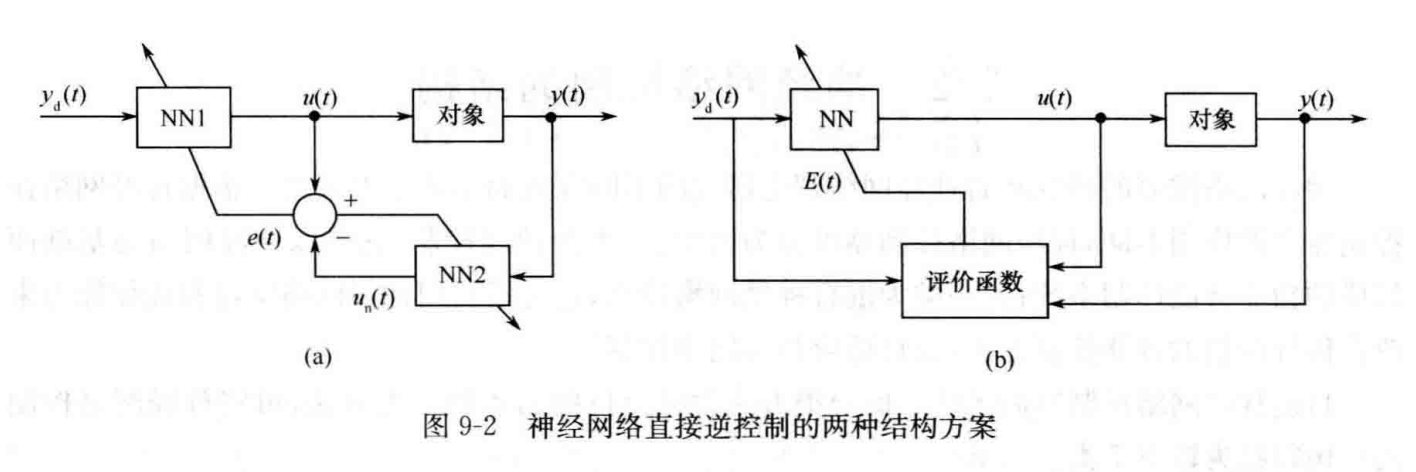 y_d(t)
NN1
u(t)
对象
y(t)
+
e(t)
NN2
u_n(t)
(a)
y_d(t)
NN
u(t)
对象
y(t)
E(t)
评价函数
(b)
图 9-2 神经网络直接逆控制的两种结构方案